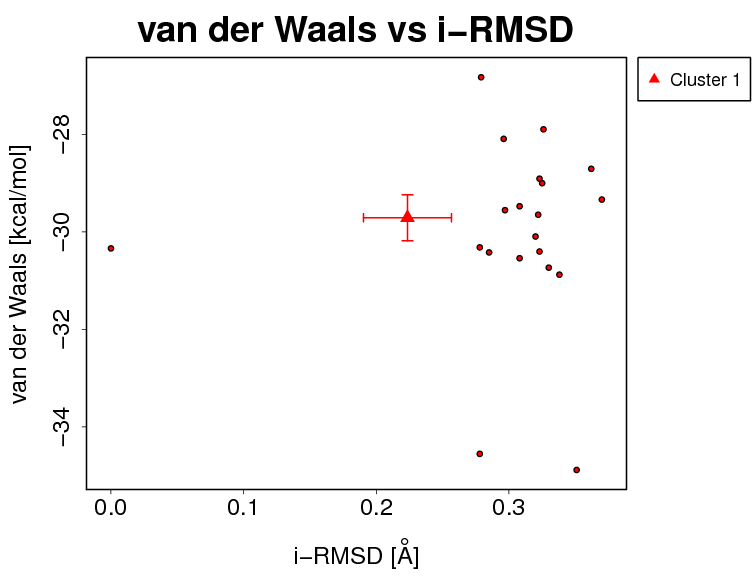 van der Waals vs i−RMSD
Cluster 1
van der Waals [kcal/mol]
−28
−30
−32
−34
0.0 0.1 0.2 0.3
i−RMSD [Å]